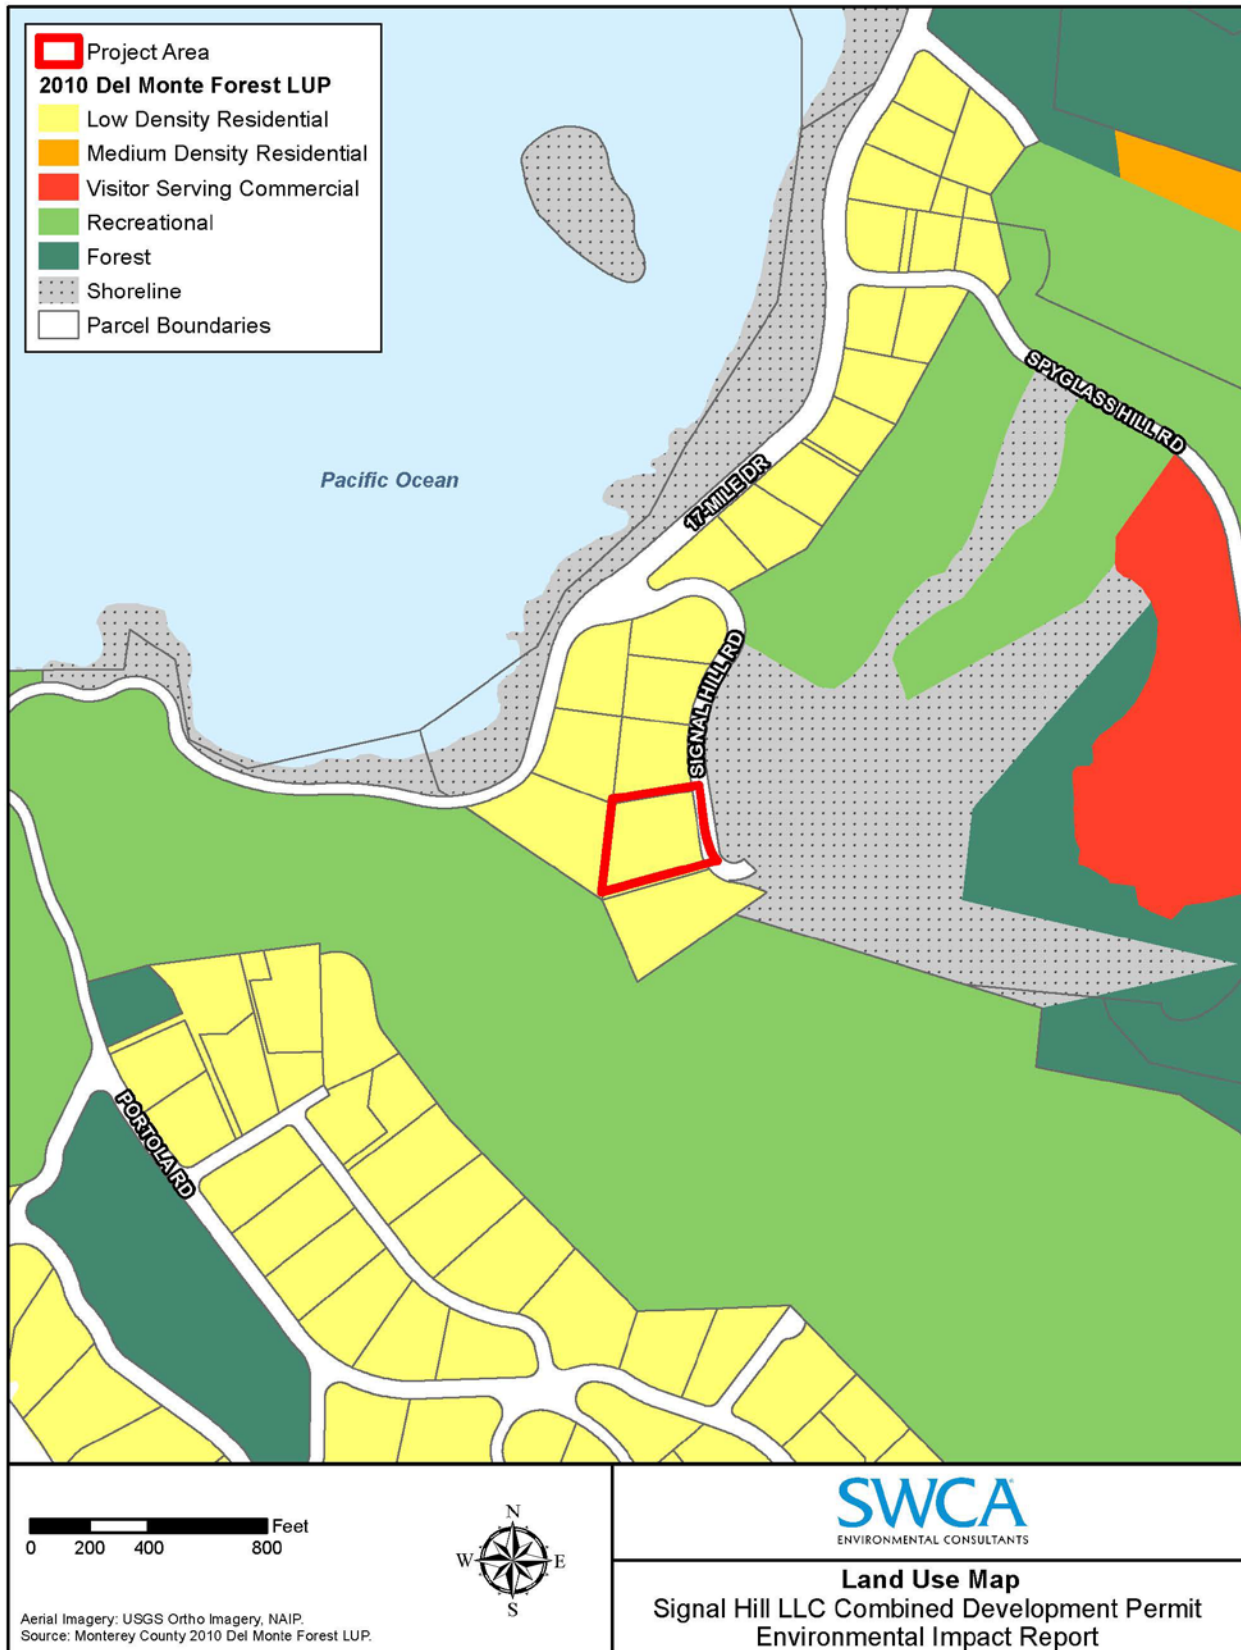 Project Area
2010 Del Monte Forest LUP
Low Density Residential
Medium Density Residential
Visitor Serving Commercial
Recreational
Forest
Shoreline
Parcel Boundaries
Pacific Ocean
17-MILE DR
SPYGLASS HILL RD
SIGNAL HILL RD
PORTOLA RD
Feet
0 200 400 800
N
W E
S
Aerial Imagery: USGS Ortho Imagery, NAIP.
Source: Monterey County 2010 Del Monte Forest LUP.
SWCA
ENVIRONMENTAL CONSULTANTS
Land Use Map
Signal Hill LLC Combined Development Permit
Environmental Impact Report